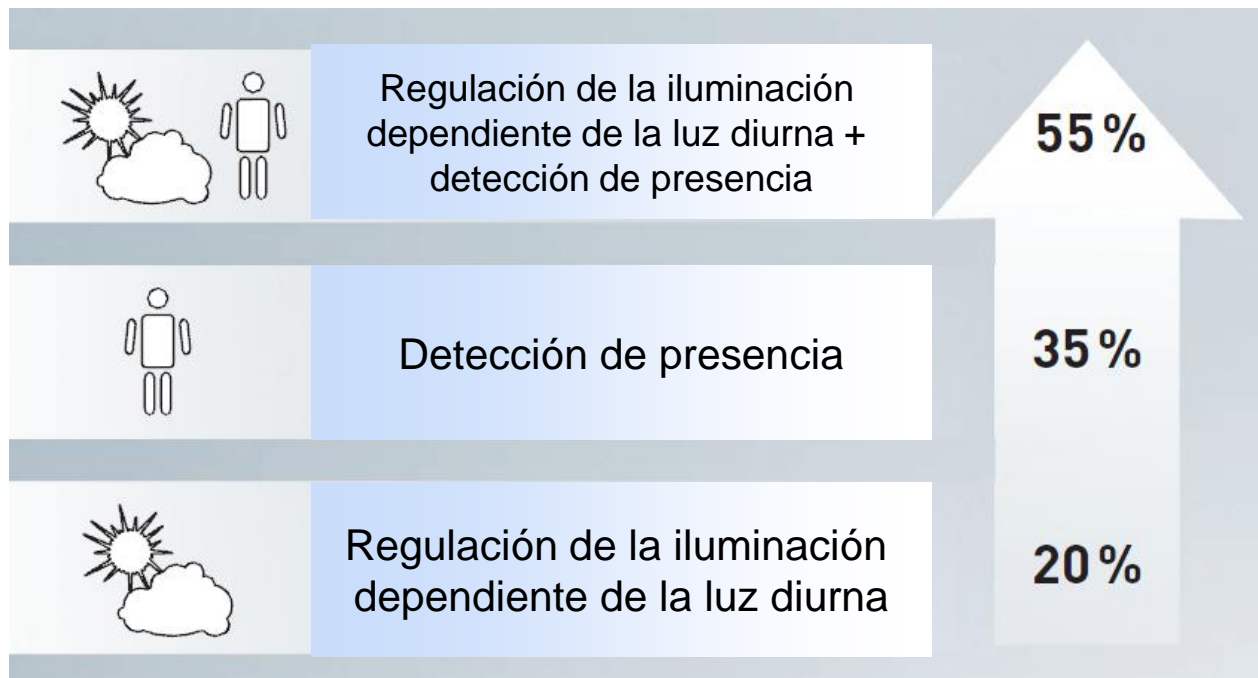 Regulación de la iluminación
dependiente de la luz diurna +
detección de presencia
55%
Detección de presencia
35%
Regulación de la iluminación
dependiente de la luz diurna
20%